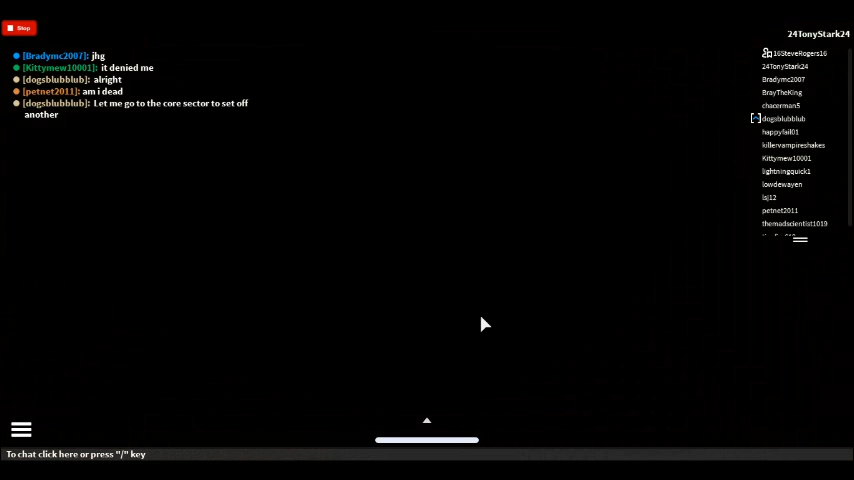 Stop
24TonyStark24
[Bradymc2007]: jhg
[Kittymew10001]: it denied me
[dogsblubblub]: alright
[petnet2011]: am i dead
[dogsblubblub]: Let me go to the core sector to set off
another
16SteveRogers16
24TonyStark24
Bradymc2007
BrayTheKing
chacerman5
dogsblubblub
happyfail01
killervampireshakes
Kittymew10001
lightningquick1
lowdewayen
lsj12
petnet2011
themadscientist1019
To chat click here or press "/" key